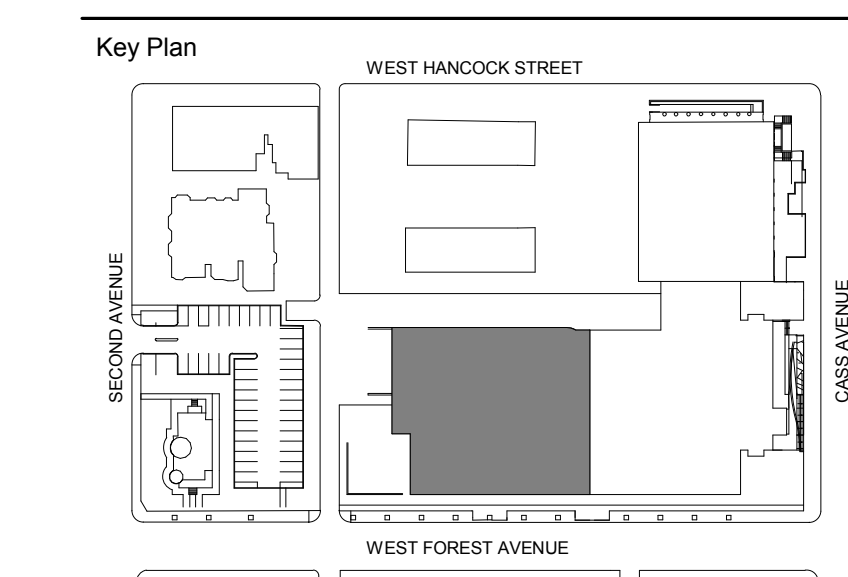 Key Plan
WEST HANCOCK STREET
SECOND AVENUE
CASS AVENUE
WEST FOREST AVENUE